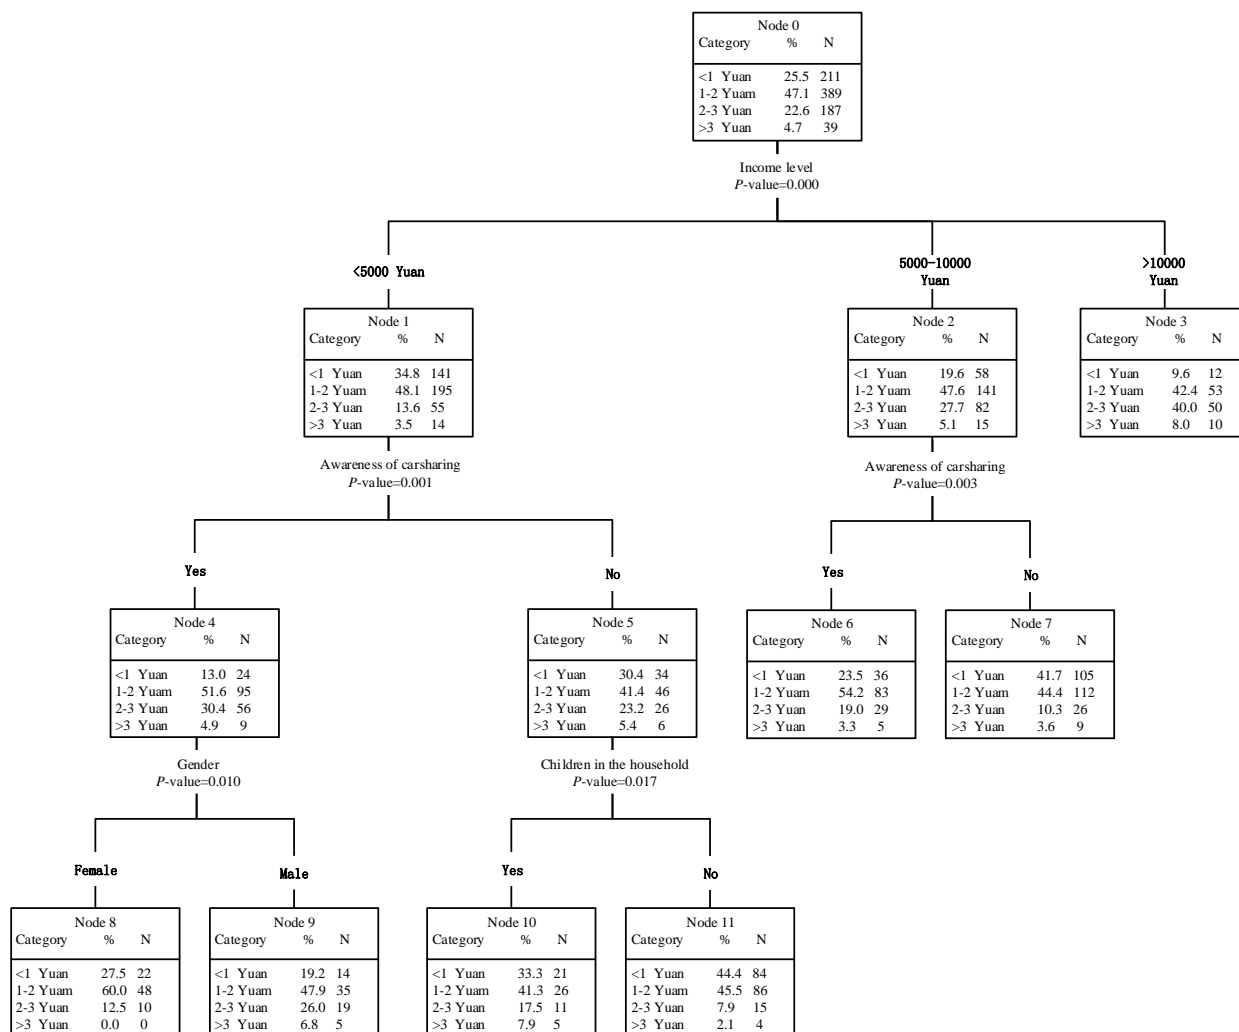 Node 0
Category % N
<1 Yuan 25.5 211
1-2 Yuam 47.1 389
2-3 Yuan 22.6 187
>3 Yuan 4.7 39
Income level
P-value=0.000
<5000 Yuan
5000-10000
Yuan
>10000
Yuan
Node 1
Category % N
<1 Yuan 34.8 141
1-2 Yuam 48.1 195
2-3 Yuan 13.6 55
>3 Yuan 3.5 14
Node 2
Category % N
<1 Yuan 19.6 58
1-2 Yuam 47.6 141
2-3 Yuan 27.7 82
>3 Yuan 5.1 15
Node 3
Category % N
<1 Yuan 9.6 12
1-2 Yuam 42.4 53
2-3 Yuan 40.0 50
>3 Yuan 8.0 10
Awareness of carsharing
P-value=0.001
Awareness of carsharing
P-value=0.003
Yes
No
Yes
No
Node 4
Category % N
<1 Yuan 13.0 24
1-2 Yuam 51.6 95
2-3 Yuan 30.4 56
>3 Yuan 4.9 9
Node 5
Category % N
<1 Yuan 30.4 34
1-2 Yuam 41.4 46
2-3 Yuan 23.2 26
>3 Yuan 5.4 6
Node 6
Category % N
<1 Yuan 23.5 36
1-2 Yuam 54.2 83
2-3 Yuan 19.0 29
>3 Yuan 3.3 5
Node 7
Category % N
<1 Yuan 41.7 105
1-2 Yuam 44.4 112
2-3 Yuan 10.3 26
>3 Yuan 3.6 9
Gender
P-value=0.010
Children in the household
P-value=0.017
Female
Male
Yes
No
Node 8
Category % N
<1 Yuan 27.5 22
1-2 Yuam 60.0 48
2-3 Yuan 12.5 10
>3 Yuan 0.0 0
Node 9
Category % N
<1 Yuan 19.2 14
1-2 Yuam 47.9 35
2-3 Yuan 26.0 19
>3 Yuan 6.8 5
Node 10
Category % N
<1 Yuan 33.3 21
1-2 Yuam 41.3 26
2-3 Yuan 17.5 11
>3 Yuan 7.9 5
Node 11
Category % N
<1 Yuan 44.4 84
1-2 Yuam 45.5 86
2-3 Yuan 7.9 15
>3 Yuan 2.1 4